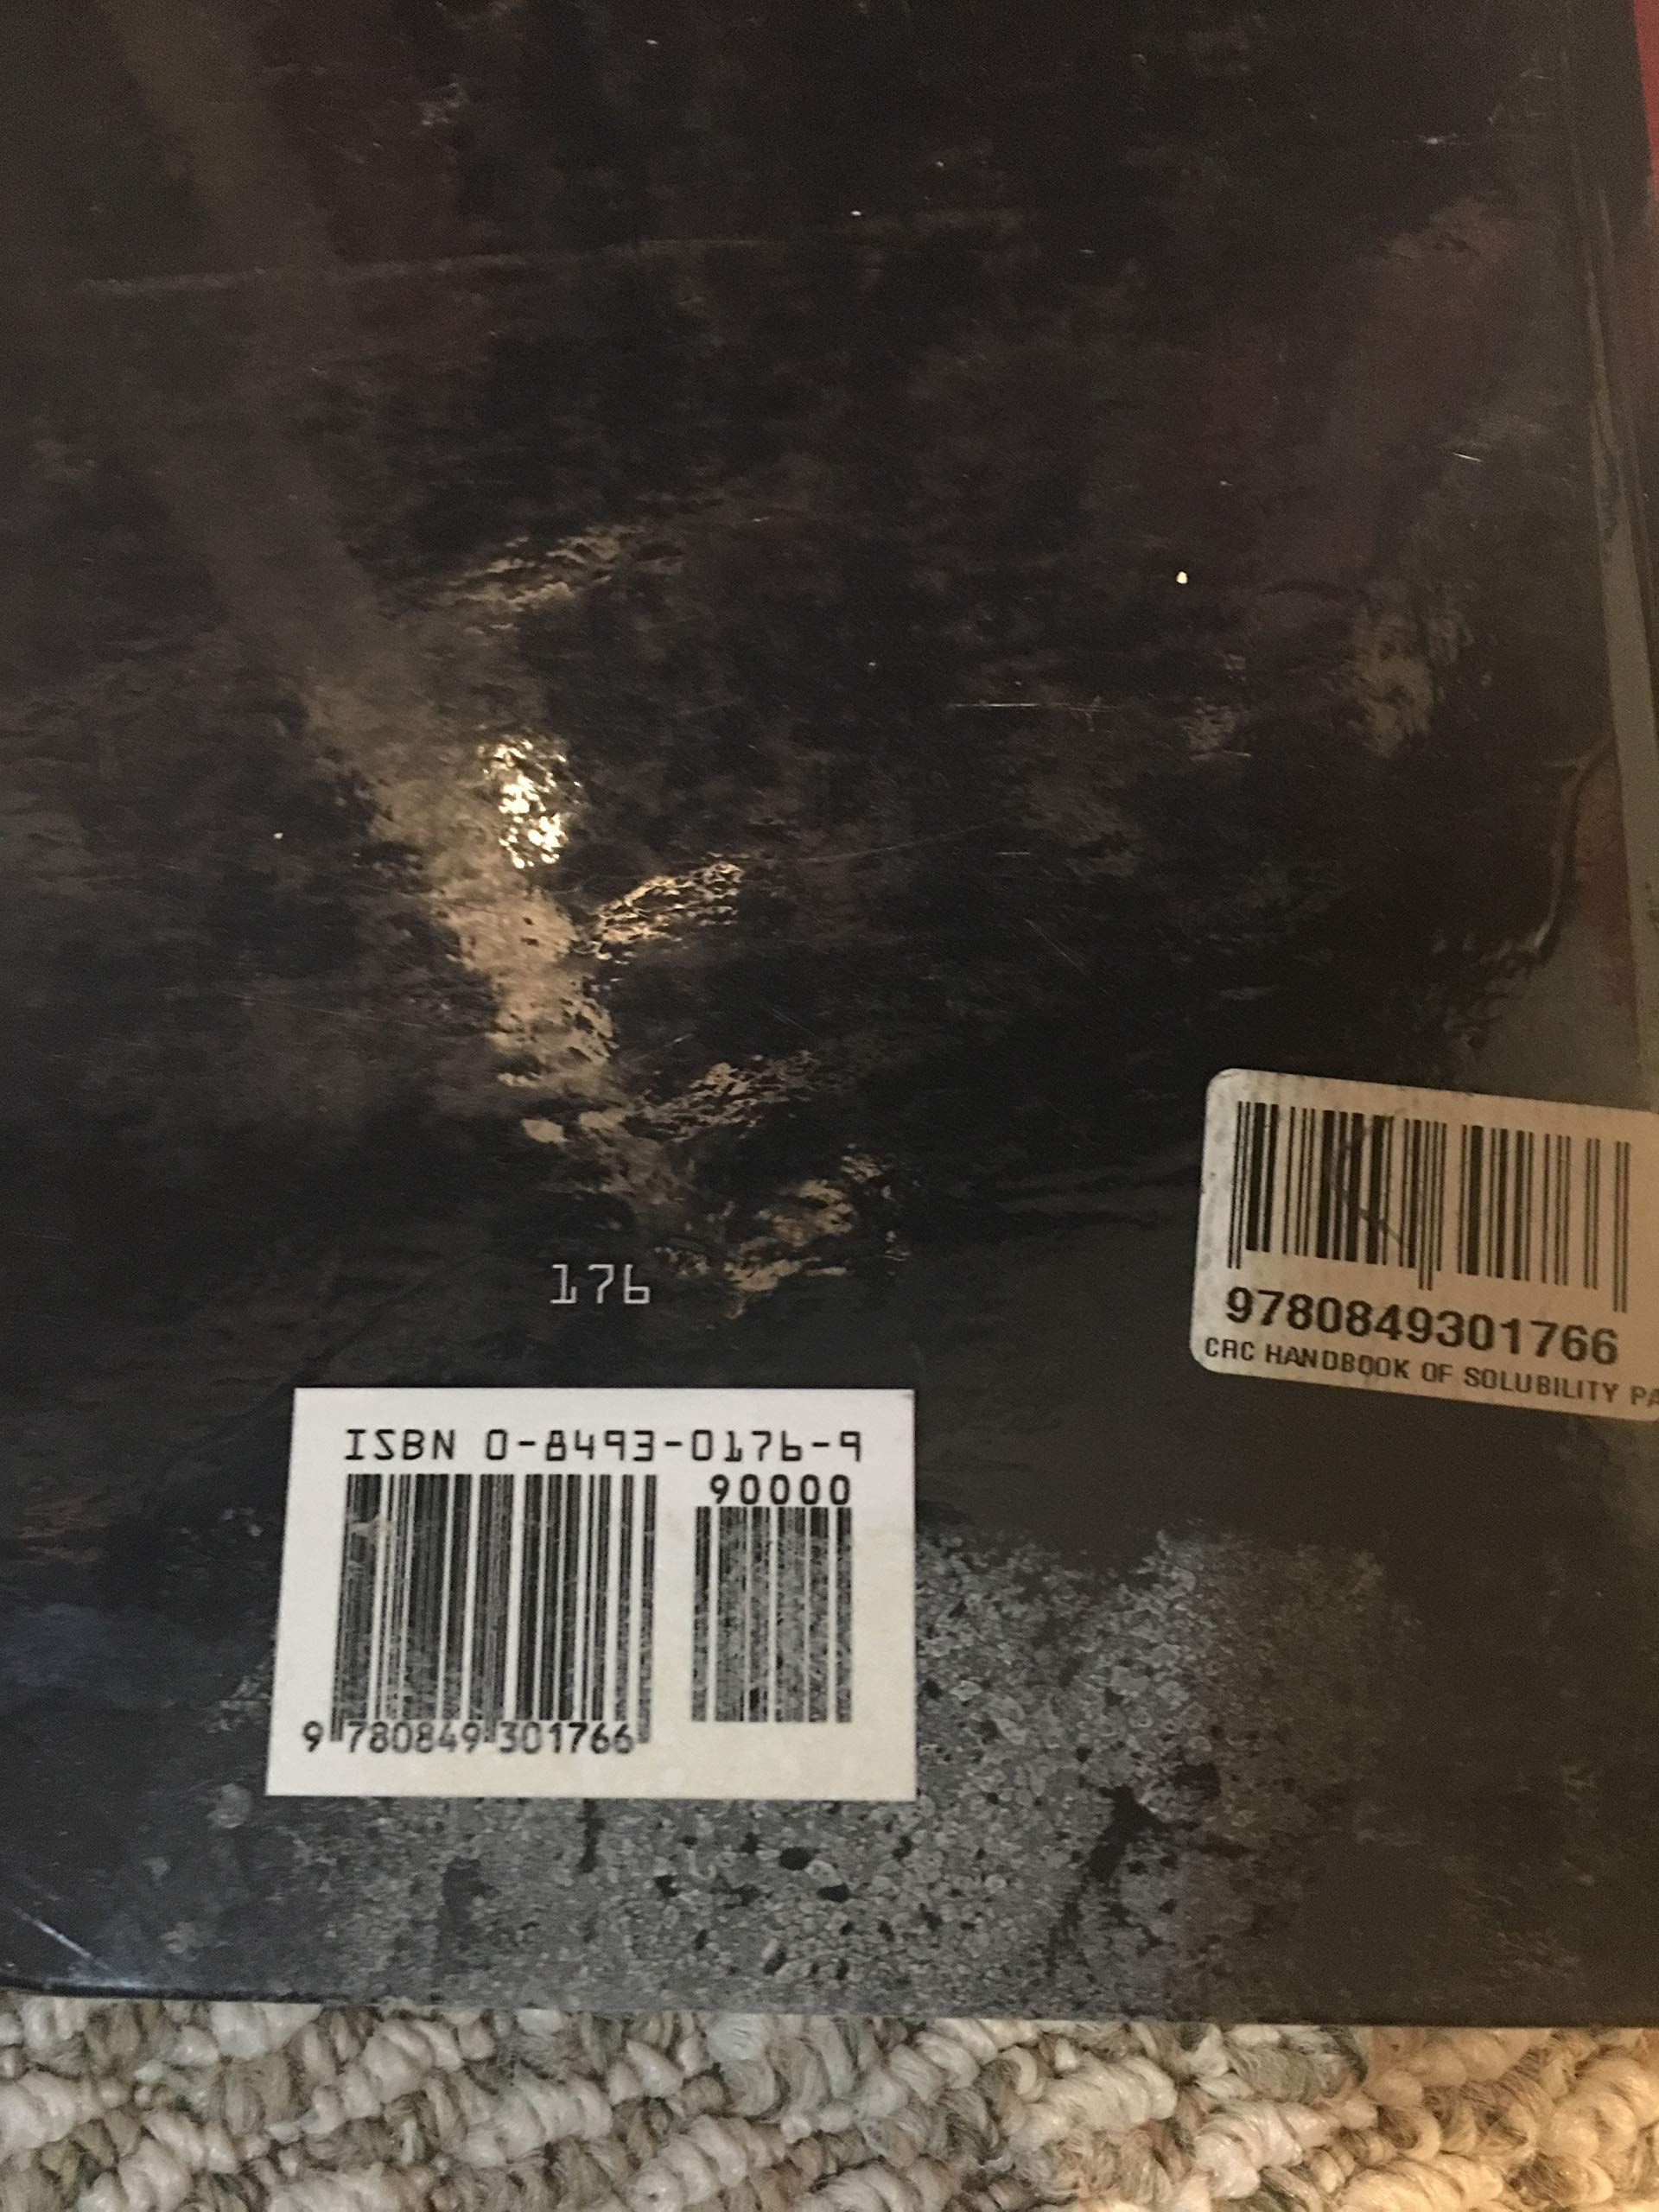 176
ISBN 0-8493-0176-9
90000
9 780849 301766
9780849301766
CRC HANDBOOK OF SOLUBILITY PA